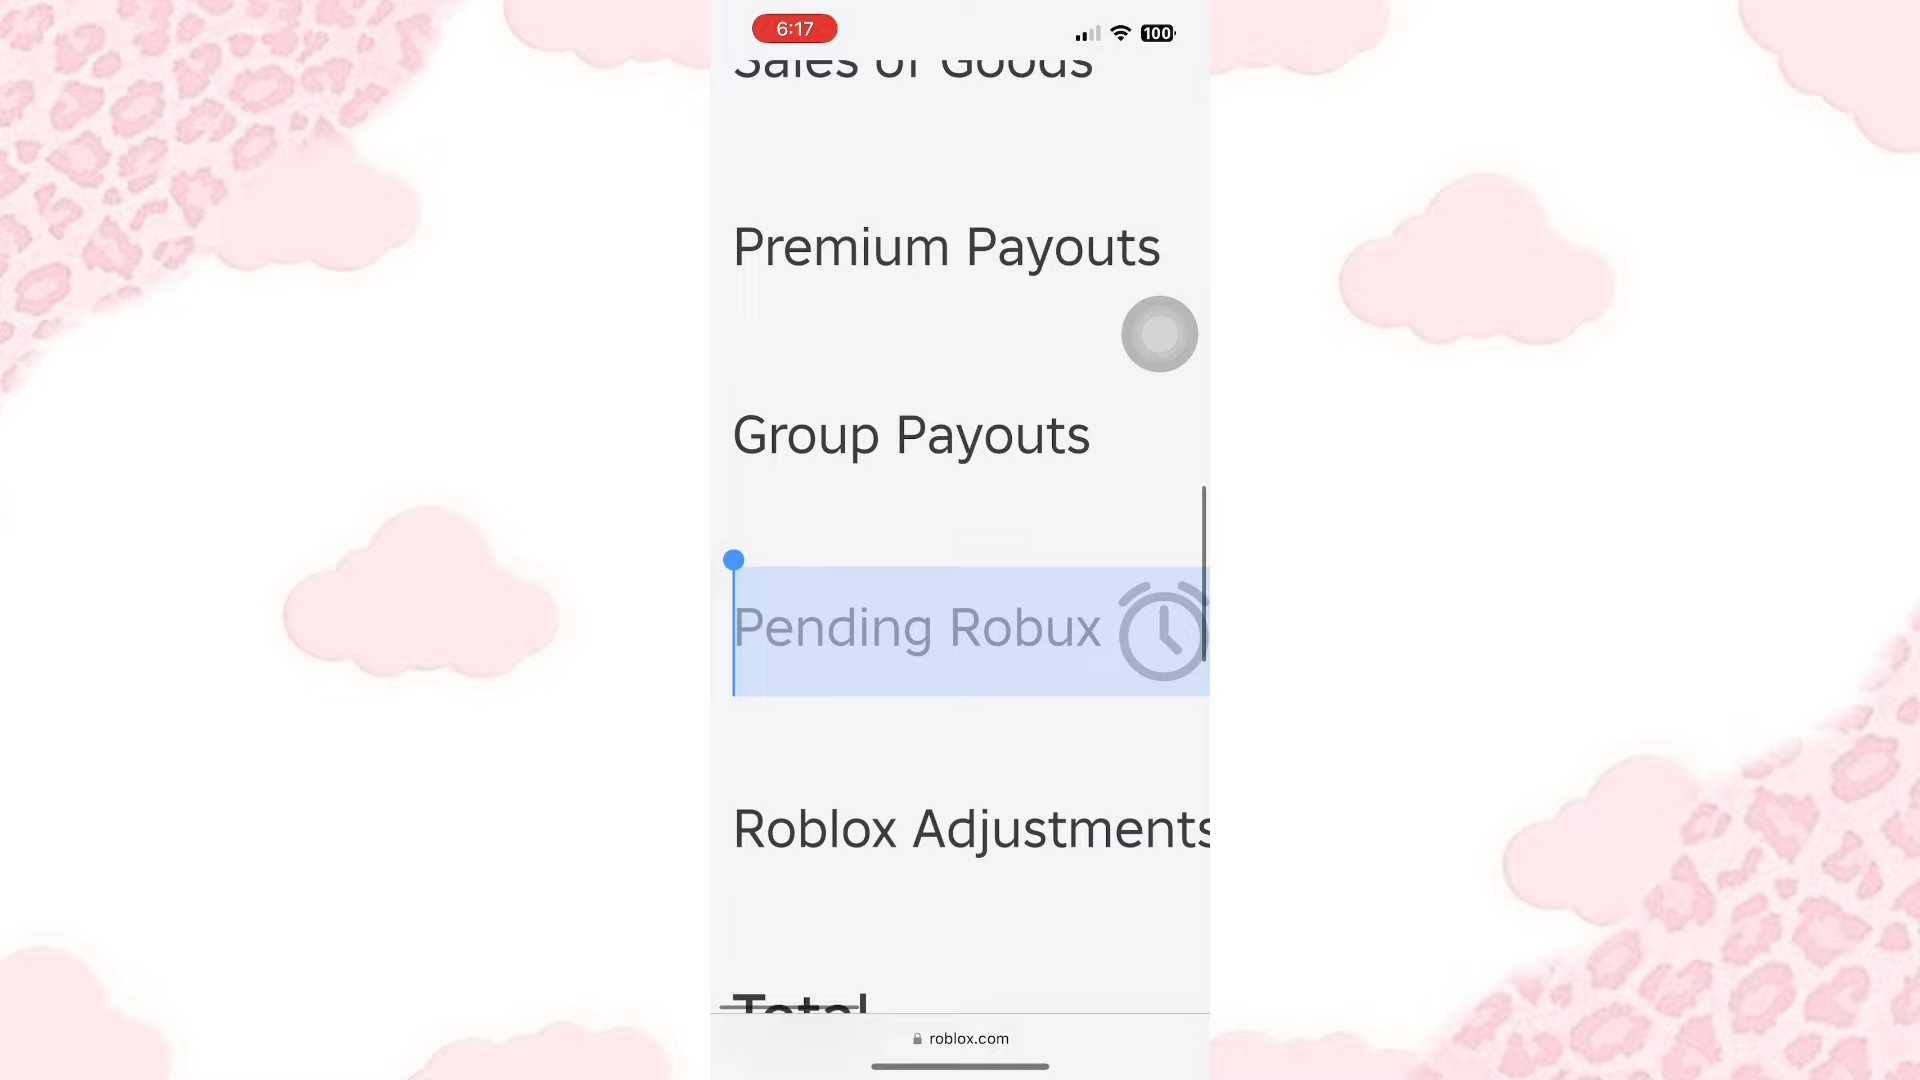 6:17
100
Sales of Goods
Premium Payouts
Group Payouts
Pending Robux
Roblox Adjustments
Total
roblox.com